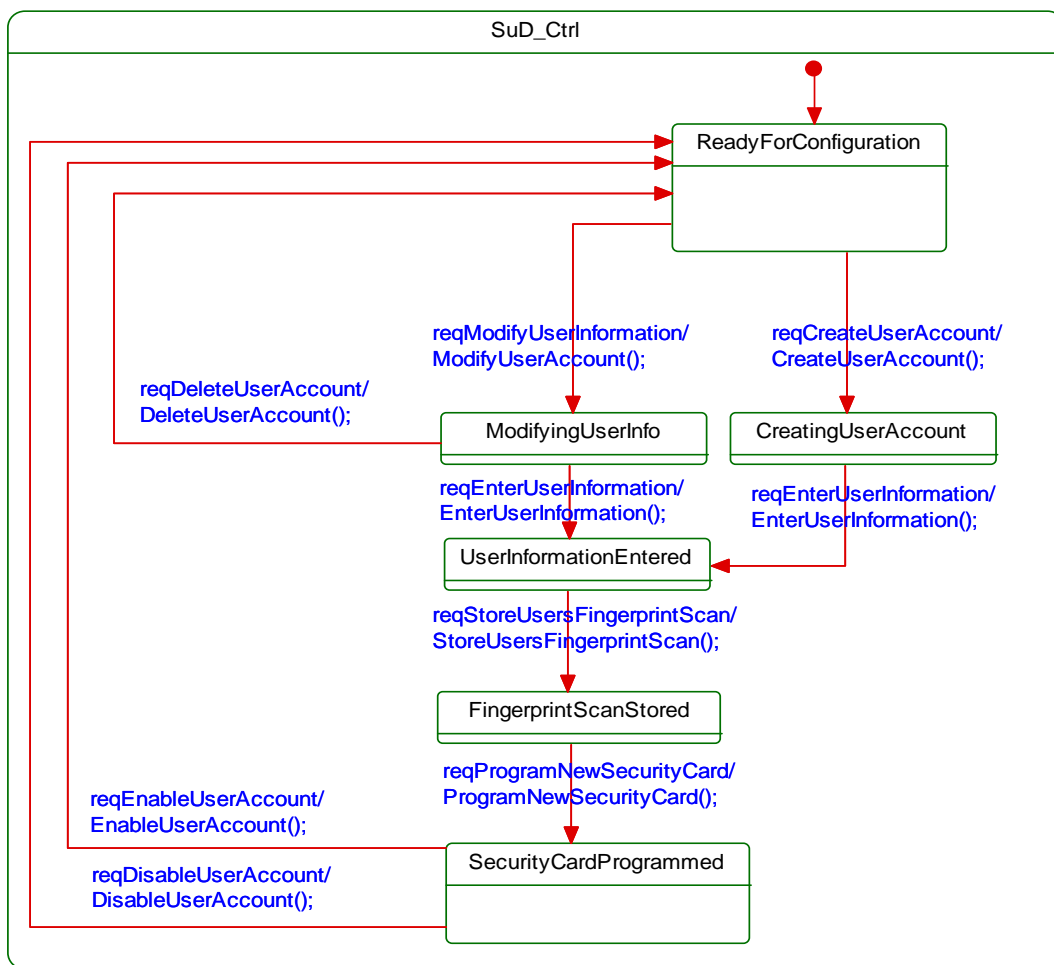 SuD_Ctrl
ReadyForConfiguration
reqModifyUserInformation/
ModifyUserAccount();
reqCreateUserAccount/
CreateUserAccount();
reqDeleteUserAccount/
DeleteUserAccount();
ModifyingUserInfo
CreatingUserAccount
reqEnterUserInformation/
EnterUserInformation();
reqEnterUserInformation/
EnterUserInformation();
UserInformationEntered
reqStoreUsersFingerprintScan/
StoreUsersFingerprintScan();
FingerprintScanStored
reqProgramNewSecurityCard/
ProgramNewSecurityCard();
reqEnableUserAccount/
EnableUserAccount();
SecurityCardProgrammed
reqDisableUserAccount/
DisableUserAccount();